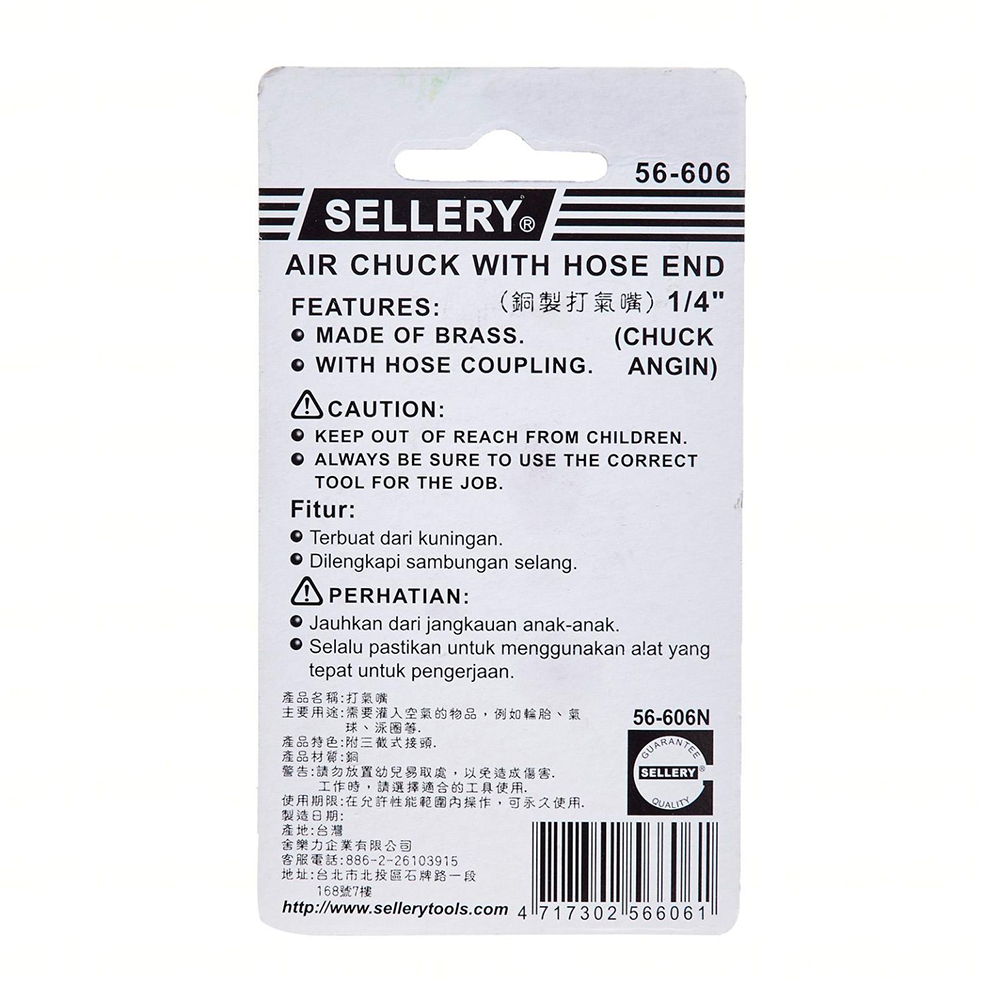 56-606
SELLERY®
AIR CHUCK WITH HOSE END
FEATURES: (銅製打氣嘴) 1/4"
● MADE OF BRASS. (CHUCK
● WITH HOSE COUPLING. ANGIN)
CAUTION:
● KEEP OUT OF REACH FROM CHILDREN.
● ALWAYS BE SURE TO USE THE CORRECT
TOOL FOR THE JOB.
Fitur:
● Terbuat dari kuningan.
● Dilengkapi sambungan selang.
PERHATIAN:
● Jauhkan dari jangkauan anak-anak.
● Selalu pastikan untuk menggunakan alat yang
tepat untuk pengerjaan.
產品名稱:打氣嘴
主要用途:需要灌入空氣的物品，例如輪胎、氣
球、泳圈等.
產品特色:附三截式接頭.
產品材質:銅
警告:請勿放置幼兒易取處，以免造成傷害.
工作時，請選擇適合的工具使用.
使用期限:在允許性能範圍內操作，可永久使用.
製造日期:
產地:台灣
舍樂力企業有限公司
客服電話:886-2-26103915
地址:台北市北投區石牌路一段
168號7樓
http://www.sellerytools.com
56-606N
GUARANTEE
SELLERY®
QUALITY
4 717302 566061